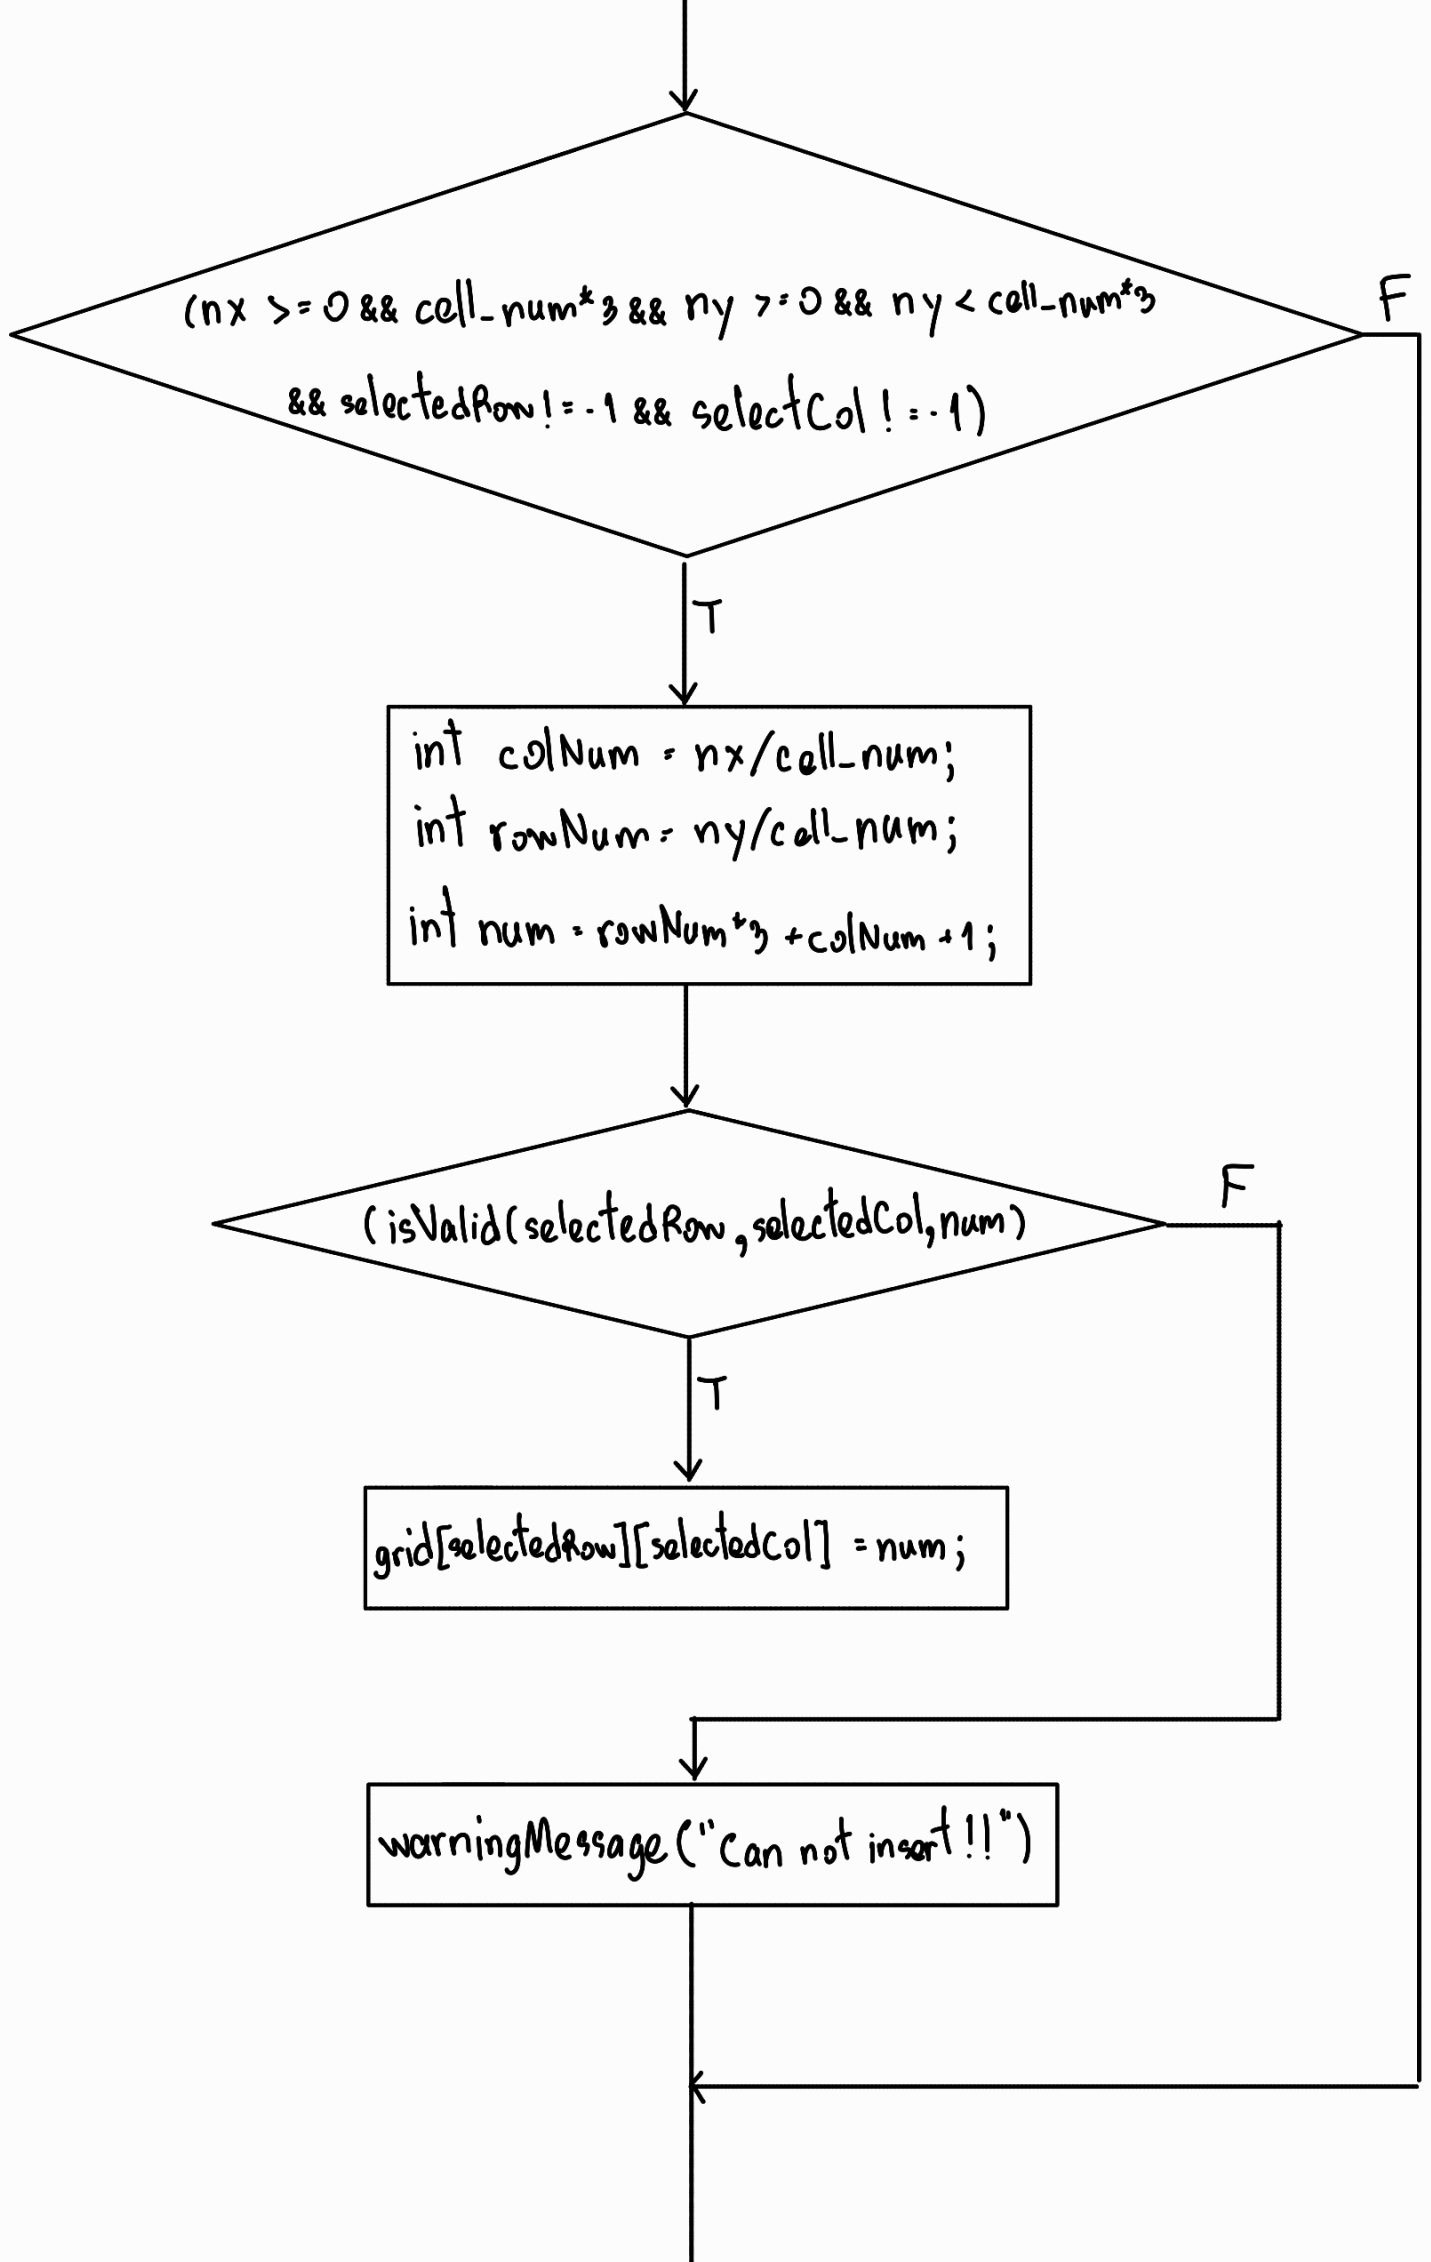 (nx >= 0 && cell_num*3 && ny >= 0 && ny < cell_num*3
F
&& selectedRow != -1 && selectCol != -1)
T
int colNum = nx/cell_num;
int rowNum = ny/cell_num;
int num = rowNum*3 + colNum + 1;
F
(isValid(selectedRow, selectedCol, num)
T
grid[selectedRow][selectedCol] = num;
warningMessage("Can not insert!!")